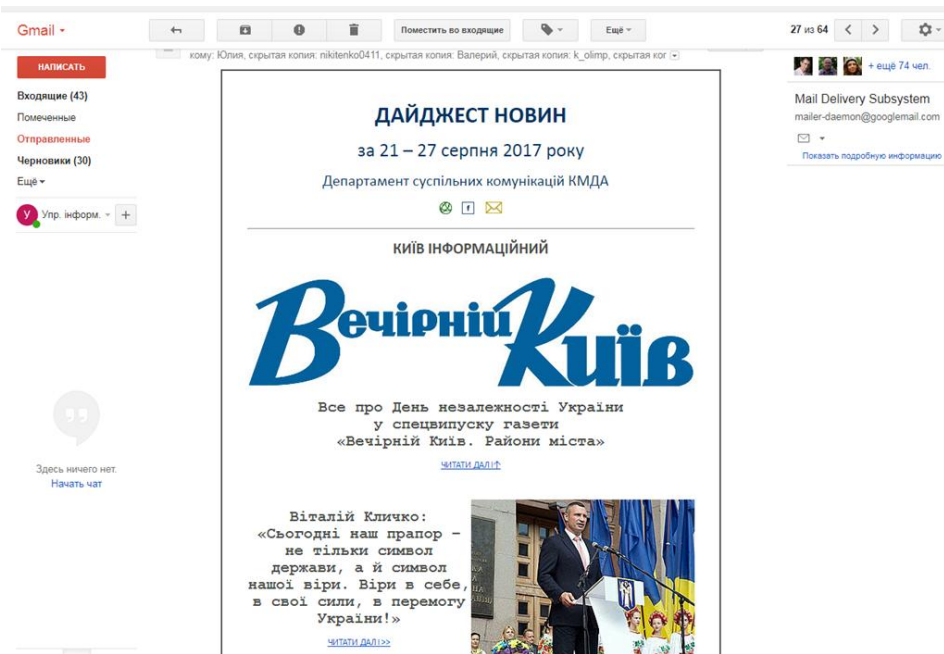 Gmail
Поместить во входящие
Ещё
27 из 64
НАПИСАТЬ
кому: Юлия, скрытая копия: nikitenko0411, скрытая копия: Валерий, скрытая копия: k_olimp, скрытая ког
+ ещё 74 чел.
Входящие (43)
Помеченные
Отправленные
Черновики (30)
Ещё
У Упр. інформ. +
Mail Delivery Subsystem
mailer-daemon@googlemail.com
Показать подробную информацию
ДАЙДЖЕСТ НОВИН
за 21 – 27 серпня 2017 року
Департамент суспільних комунікацій КМДА
КИЇВ ІНФОРМАЦІЙНИЙ
Вечірній Київ
Все про День незалежності України
у спецвипуску газети
«Вечірній Київ. Райони міста»
ЧИТАТИ ДАЛІ
Здесь ничего нет.
Начать чат
Віталій Кличко:
«Сьогодні наш прапор –
не тільки символ
держави, а й символ
нашої віри. Віри в себе,
в свої сили, в перемогу
України!»
ЧИТАТИ ДАЛІ>>